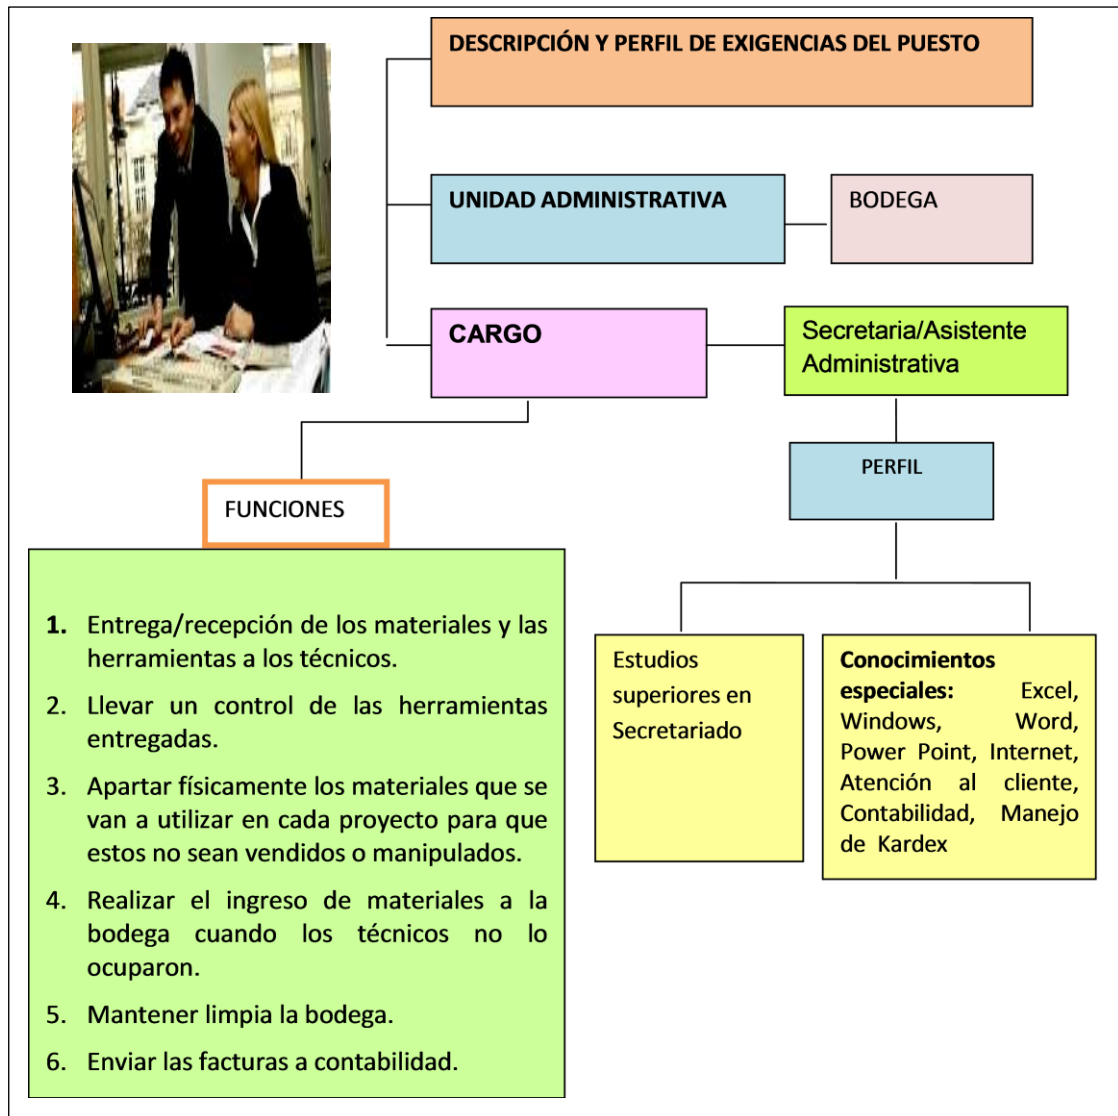 DESCRIPCIÓN Y PERFIL DE EXIGENCIAS DEL PUESTO
UNIDAD ADMINISTRATIVA
BODEGA
CARGO
Secretaria/Asistente
Administrativa
PERFIL
FUNCIONES
1. Entrega/recepción de los materiales y las
herramientas a los técnicos.
2. Llevar un control de las herramientas
entregadas.
3. Apartar físicamente los materiales que se
van a utilizar en cada proyecto para que
estos no sean vendidos o manipulados.
4. Realizar el ingreso de materiales a la
bodega cuando los técnicos no lo
ocuparon.
5. Mantener limpia la bodega.
6. Enviar las facturas a contabilidad.
Estudios
superiores en
Secretariado
Conocimientos
especiales: Excel,
Windows, Word,
Power Point, Internet,
Atención al cliente,
Contabilidad, Manejo
de Kardex